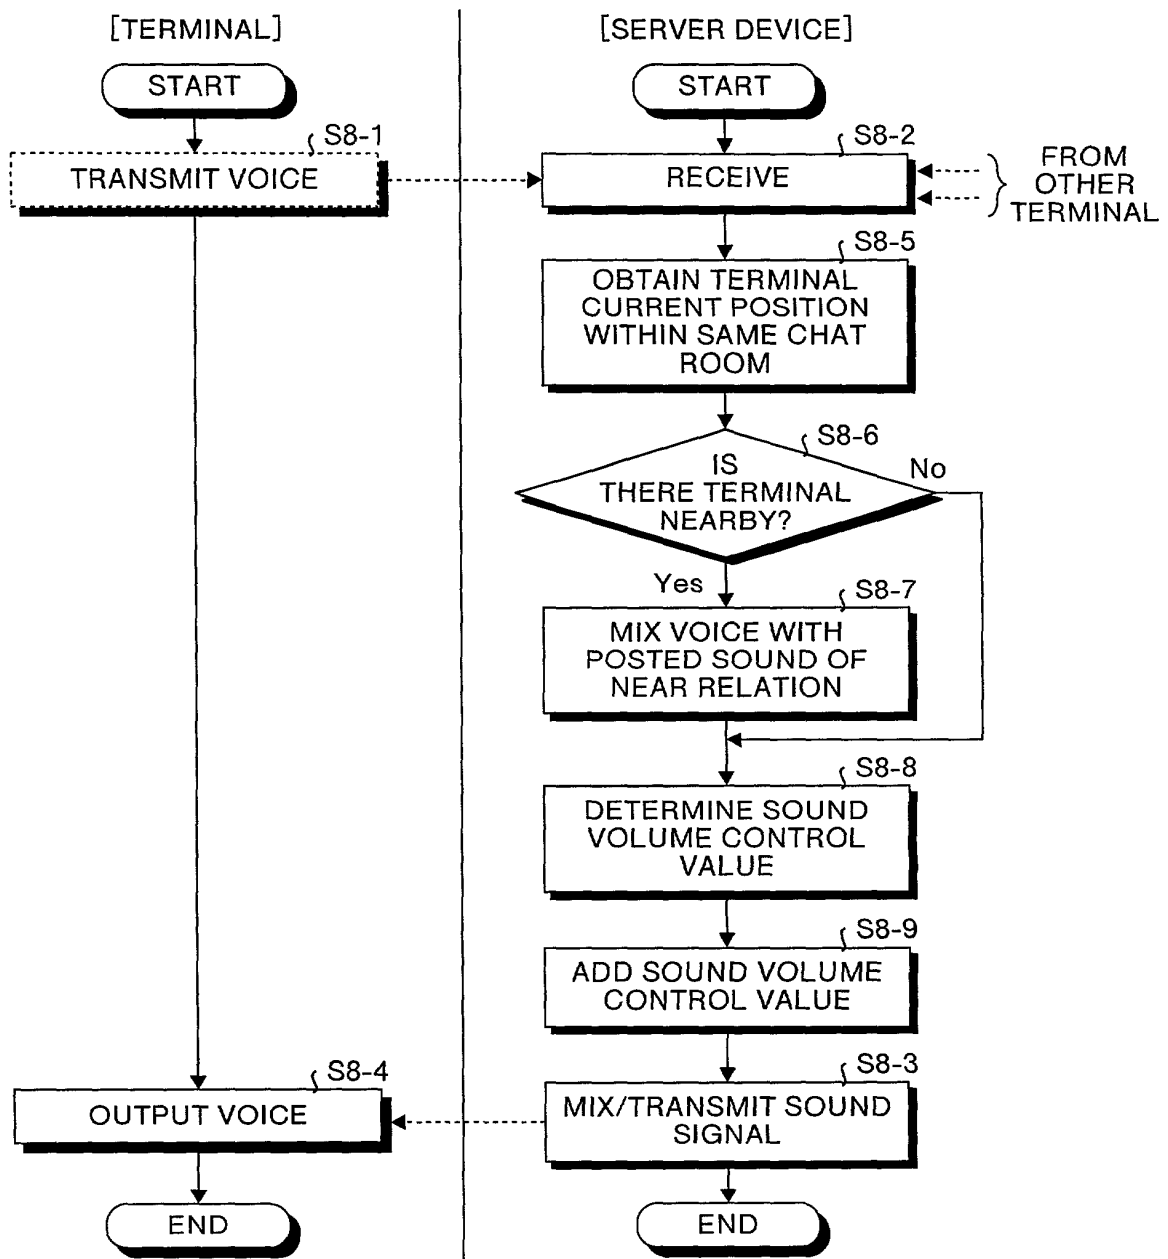 [TERMINAL]
[SERVER DEVICE]
START
START
S8-1
TRANSMIT VOICE
S8-2
RECEIVE
FROM
OTHER
TERMINAL
S8-5
OBTAIN TERMINAL
CURRENT POSITION
WITHIN SAME CHAT
ROOM
S8-6
IS
THERE TERMINAL
NEARBY?
No
Yes
S8-7
MIX VOICE WITH
POSTED SOUND OF
NEAR RELATION
S8-8
DETERMINE SOUND
VOLUME CONTROL
VALUE
S8-9
ADD SOUND VOLUME
CONTROL VALUE
S8-4
OUTPUT VOICE
S8-3
MIX/TRANSMIT SOUND
SIGNAL
END
END